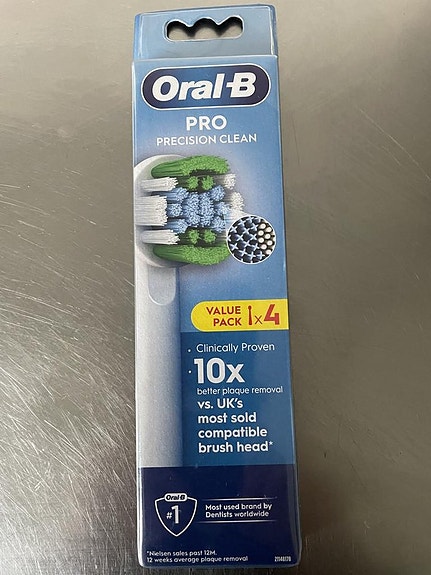 Oral-B
PRO
PRECISION CLEAN
VALUE
PACK x4
• Clinically Proven
• 10x
better plaque removal
vs. UK's
most sold
compatible
brush head*
Oral-B
#1
Most used brand by
Dentists worldwide
*Nielsen sales past 12M.
12 weeks average plaque removal